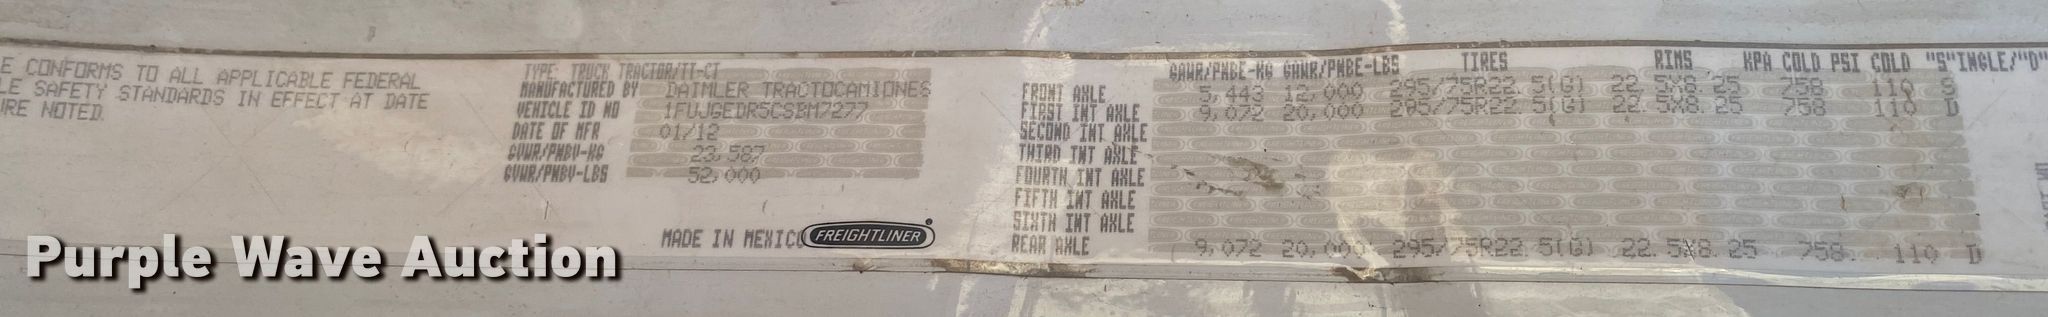 E CONFORMS TO ALL APPLICABLE FEDERAL
LE SAFETY STANDARDS IN EFFECT AT DATE
URE NOTED.
TYPE: TRUCK TRACTOR/TT-CT
MANUFACTURED BY DAIMLER TRACTOCAMIONES
VEHICLE ID NO 1FUJGEDR5CSBM7277
DATE OF MFR 01/12
GVWR/PNBV-KG 23,587
GVWR/PNBV-LBS 52,000
MADE IN MEXICO FREIGHTLINER
GAWR/PMBE-KG GAWR/PMBE-LBS TIRES RIMS KPA COLD PSI COLD "S"INGLE/"D"
FRONT AXLE 5,443 12,000 295/75R22.5(G) 22.5X8.25 758 110 S
FIRST INT AXLE 9,072 20,000 295/75R22.5(G) 22.5X8.25 758 110 D
SECOND INT AXLE
THIRD INT AXLE
FOURTH INT AXLE
FIFTH INT AXLE
SIXTH INT AXLE
REAR AXLE 9,072 20,000 295/75R22.5(G) 22.5X8.25 758 110 D
Purple Wave Auction